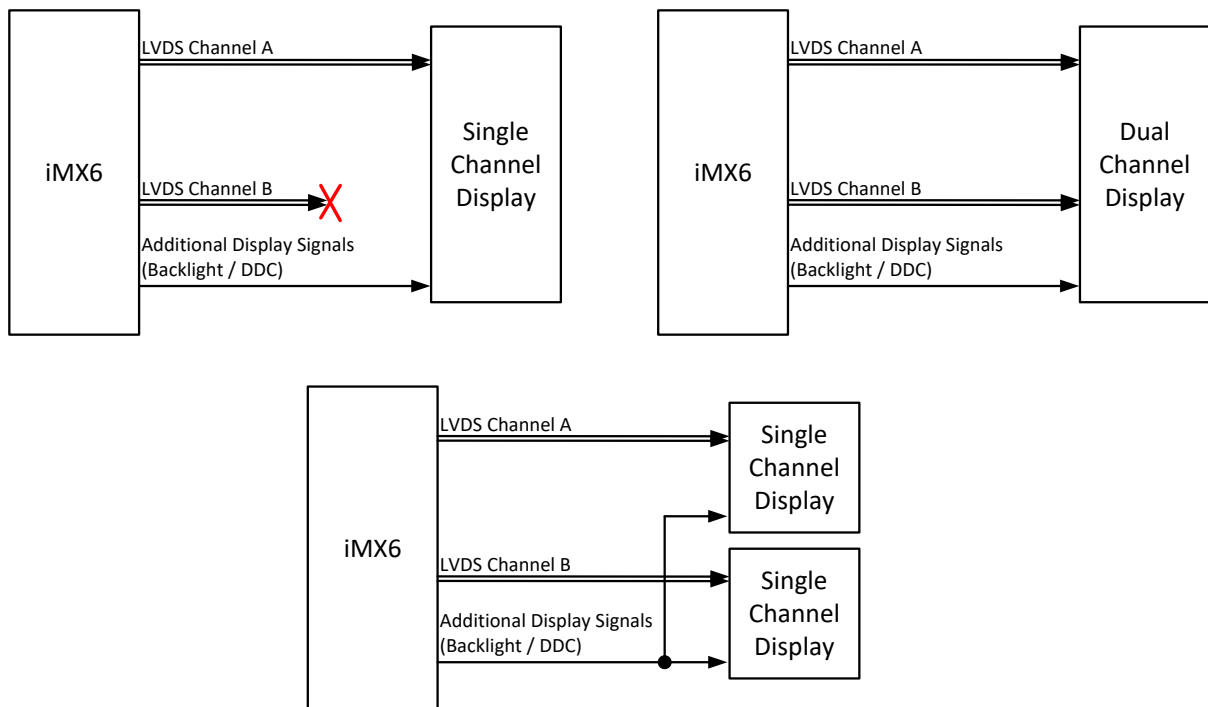 iMX6
LVDS Channel A
LVDS Channel B
Additional Display Signals
(Backlight / DDC)
Single
Channel
Display
iMX6
LVDS Channel A
LVDS Channel B
Additional Display Signals
(Backlight / DDC)
Dual
Channel
Display
iMX6
LVDS Channel A
LVDS Channel B
Additional Display Signals
(Backlight / DDC)
Single
Channel
Display
Single
Channel
Display